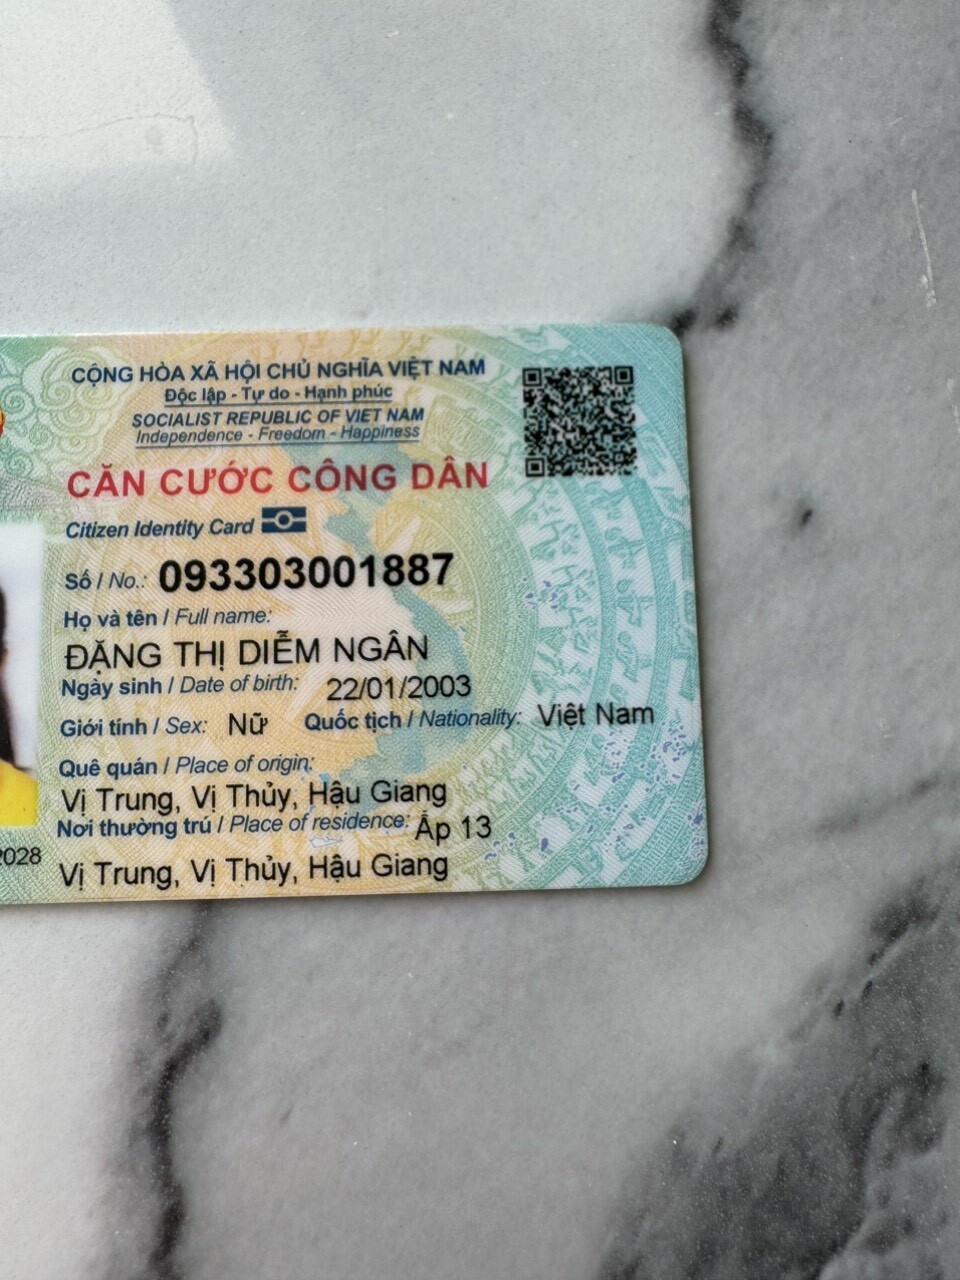 CỘNG HÒA XÃ HỘI CHỦ NGHĨA VIỆT NAM
Độc lập - Tự do - Hạnh phúc
SOCIALIST REPUBLIC OF VIET NAM
Independence - Freedom - Happiness
CĂN CƯỚC CÔNG DÂN
Citizen Identity Card
Số / No.: 093303001887
Họ và tên / Full name:
ĐẶNG THỊ DIỄM NGÂN
Ngày sinh / Date of birth: 22/01/2003
Giới tính / Sex: Nữ Quốc tịch / Nationality: Việt Nam
Quê quán / Place of origin:
Vị Trung, Vị Thủy, Hậu Giang
Nơi thường trú / Place of residence: Ấp 13
2028
Vị Trung, Vị Thủy, Hậu Giang